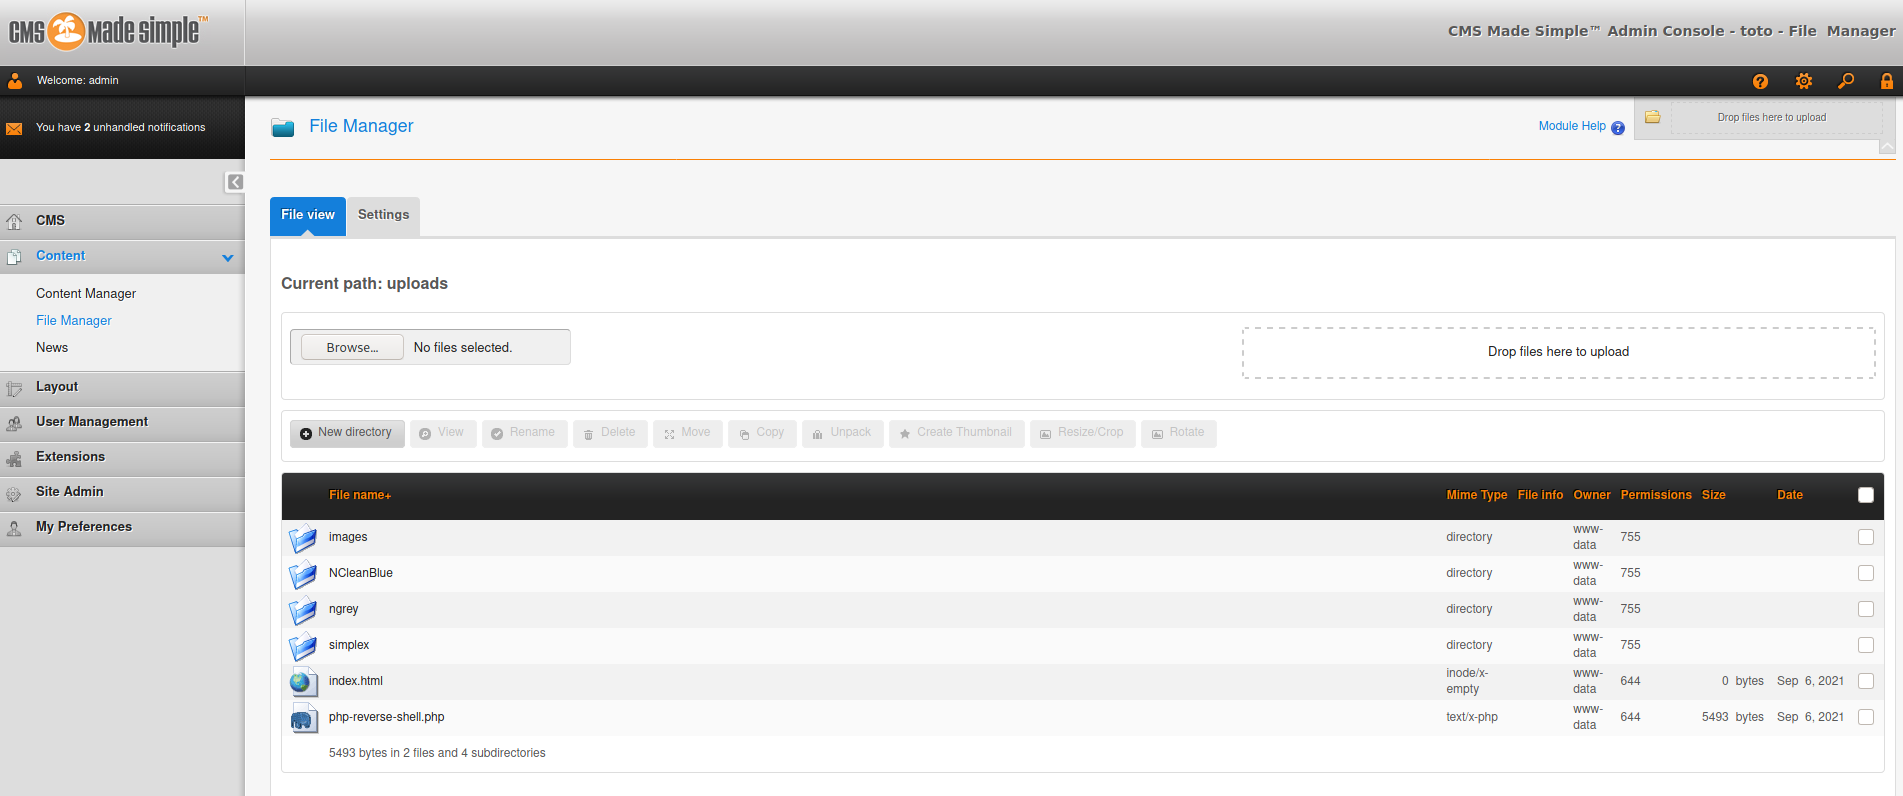 CMS Made Simple™
CMS Made Simple™ Admin Console - toto - File Manager
Welcome: admin
You have 2 unhandled notifications
File Manager
Module Help
Drop files here to upload
CMS
Content
Content Manager
File Manager
News
Layout
User Management
Extensions
Site Admin
My Preferences
File view
Settings
Current path: uploads
Browse...
No files selected.
Drop files here to upload
New directory
View
Rename
Delete
Move
Copy
Unpack
Create Thumbnail
Resize/Crop
Rotate
File name+ Mime Type File info Owner Permissions Size Date
images directory www-data 755
NCleanBlue directory www-data 755
ngrey directory www-data 755
simplex directory www-data 755
index.html inode/x-empty www-data 644 0 bytes Sep 6, 2021
php-reverse-shell.php text/x-php www-data 644 5493 bytes Sep 6, 2021
5493 bytes in 2 files and 4 subdirectories